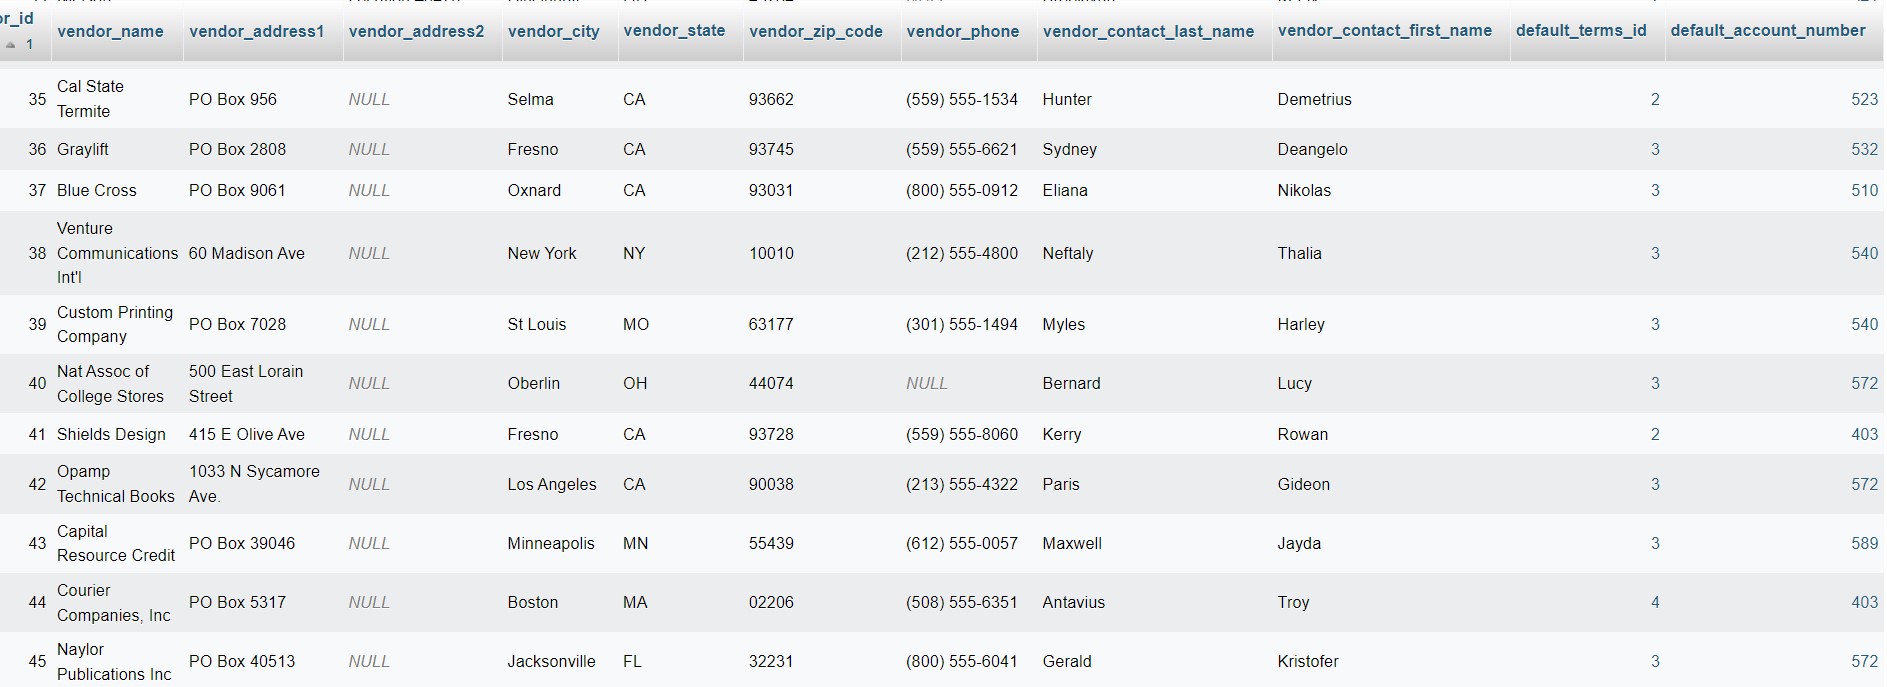 or_id
1
vendor_name vendor_address1 vendor_address2 vendor_city vendor_state vendor_zip_code vendor_phone vendor_contact_last_name vendor_contact_first_name default_terms_id default_account_number
35 Cal State Termite PO Box 956 NULL Selma CA 93662 (559) 555-1534 Hunter Demetrius 2 523
36 Graylift PO Box 2808 NULL Fresno CA 93745 (559) 555-6621 Sydney Deangelo 3 532
37 Blue Cross PO Box 9061 NULL Oxnard CA 93031 (800) 555-0912 Eliana Nikolas 3 510
38 Venture Communications Int'l 60 Madison Ave NULL New York NY 10010 (212) 555-4800 Neftaly Thalia 3 540
39 Custom Printing Company PO Box 7028 NULL St Louis MO 63177 (301) 555-1494 Myles Harley 3 540
40 Nat Assoc of College Stores 500 East Lorain Street NULL Oberlin OH 44074 NULL Bernard Lucy 3 572
41 Shields Design 415 E Olive Ave NULL Fresno CA 93728 (559) 555-8060 Kerry Rowan 2 403
42 Opamp Technical Books 1033 N Sycamore Ave. NULL Los Angeles CA 90038 (213) 555-4322 Paris Gideon 3 572
43 Capital Resource Credit PO Box 39046 NULL Minneapolis MN 55439 (612) 555-0057 Maxwell Jayda 3 589
44 Courier Companies, Inc PO Box 5317 NULL Boston MA 02206 (508) 555-6351 Antavius Troy 4 403
45 Naylor Publications Inc PO Box 40513 NULL Jacksonville FL 32231 (800) 555-6041 Gerald Kristofer 3 572